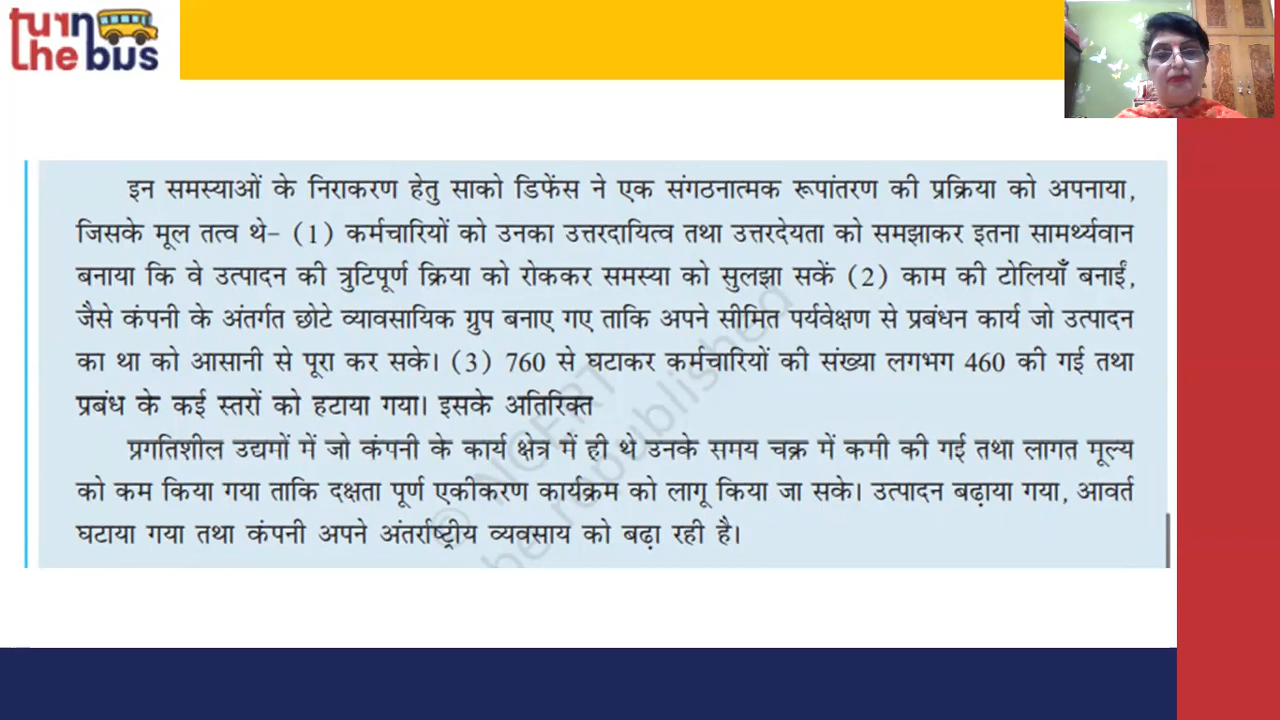 turn
the bus
इन समस्याओं के निराकरण हेतु साको डिफेंस ने एक संगठनात्मक रूपांतरण की प्रक्रिया को अपनाया,
जिसके मूल तत्व थे– (1) कर्मचारियों को उनका उत्तरदायित्व तथा उत्तरदेयता को समझाकर इतना सामर्थ्यवान
बनाया कि वे उत्पादन की त्रुटिपूर्ण क्रिया को रोककर समस्या को सुलझा सकें (2) काम की टोलियाँ बनाईं,
जैसे कंपनी के अंतर्गत छोटे व्यावसायिक ग्रुप बनाए गए ताकि अपने सीमित पर्यवेक्षण से प्रबंधन कार्य जो उत्पादन
का था को आसानी से पूरा कर सके। (3) 760 से घटाकर कर्मचारियों की संख्या लगभग 460 की गई तथा
प्रबंध के कई स्तरों को हटाया गया। इसके अतिरिक्त
प्रगतिशील उद्यमों में जो कंपनी के कार्य क्षेत्र में ही थे उनके समय चक्र में कमी की गई तथा लागत मूल्य
को कम किया गया ताकि दक्षता पूर्ण एकीकरण कार्यक्रम को लागू किया जा सके। उत्पादन बढ़ाया गया, आवर्त
घटाया गया तथा कंपनी अपने अंतर्राष्ट्रीय व्यवसाय को बढ़ा रही है।
© NCERT
be republished